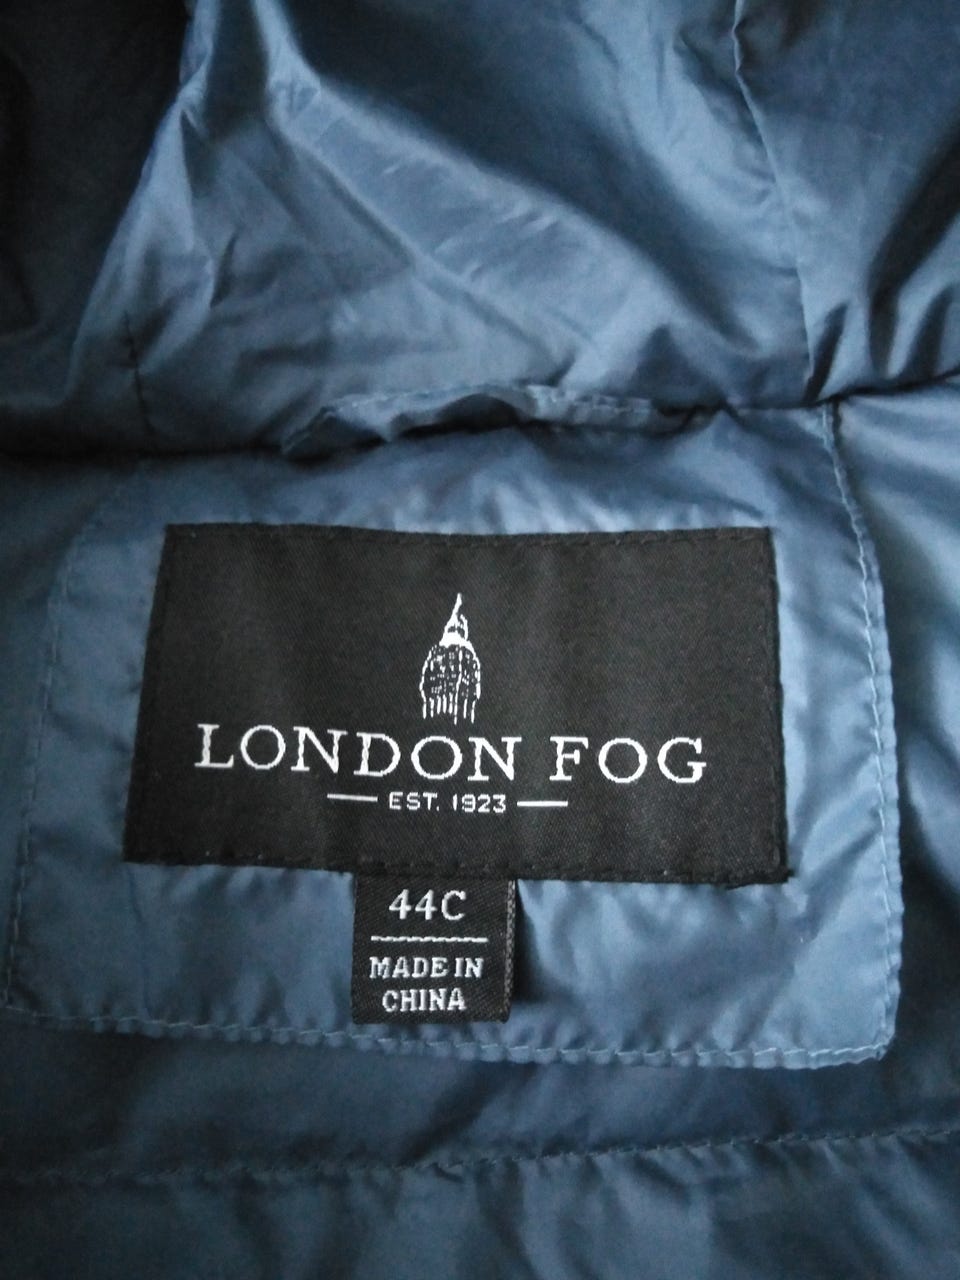 LONDON FOG
EST. 1923
44C
MADE IN
CHINA